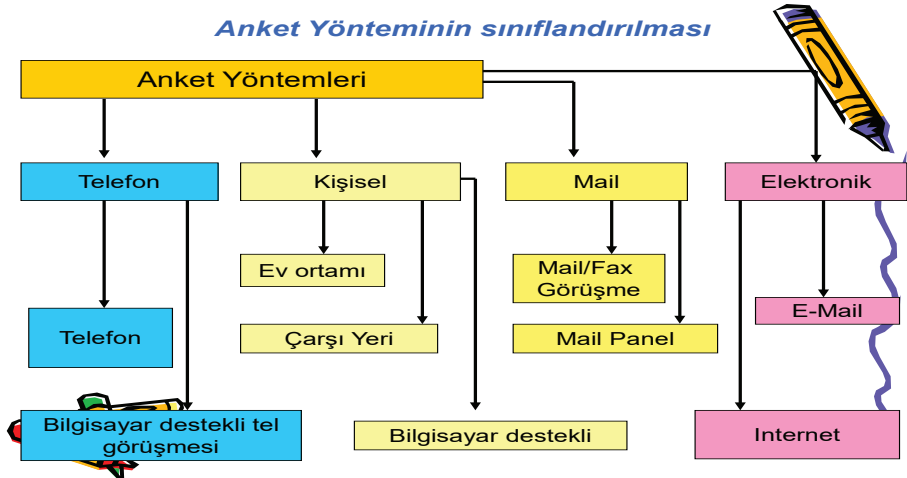 Anket Yönteminin sınıflandırılması
Anket Yöntemleri
Telefon
Kişisel
Mail
Elektronik
Ev ortamı
Mail/Fax
Görüşme
E-Mail
Telefon
Çarşı Yeri
Mail Panel
Bilgisayar destekli tel
görüşmesi
Bilgisayar destekli
Internet